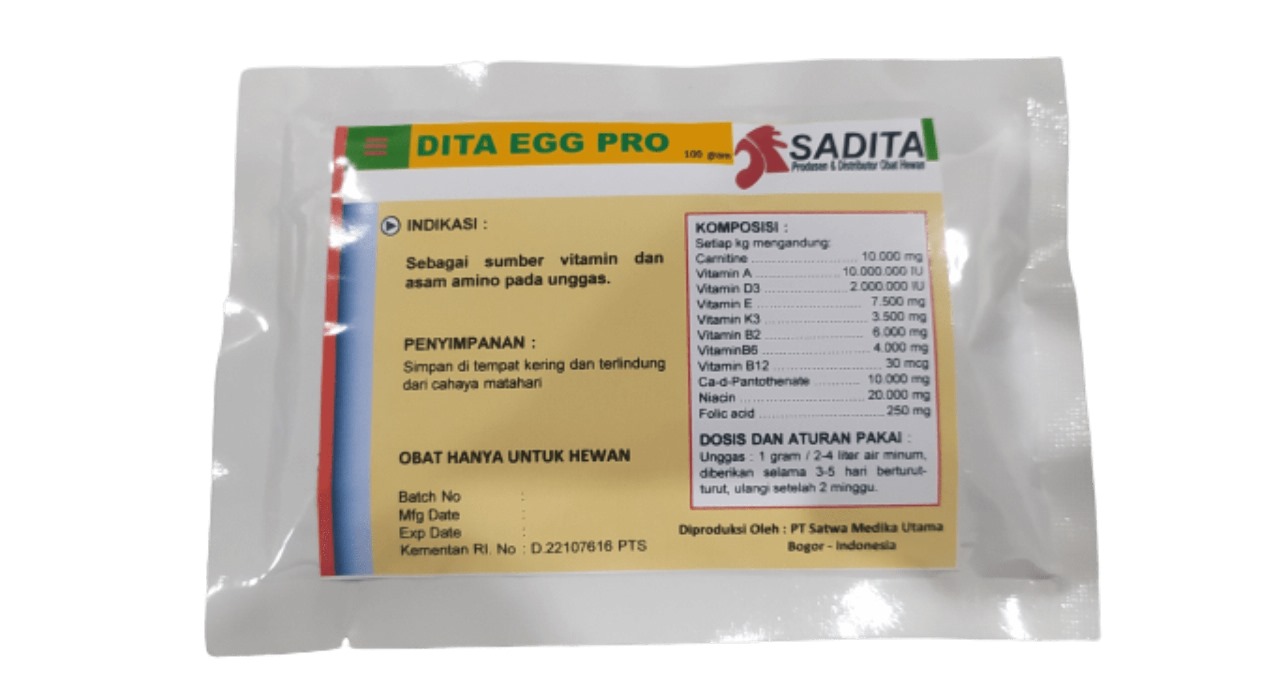 DITA EGG PRO
100 gram
SADITA
Produsen & Distributor Obat Hewan
INDIKASI :
Sebagai sumber vitamin dan
asam amino pada unggas.
PENYIMPANAN :
Simpan di tempat kering dan terlindung
dari cahaya matahari
OBAT HANYA UNTUK HEWAN
Batch No :
Mfg Date :
Exp Date :
Kementan RI. No : D.22107616 PTS
KOMPOSISI :
Setiap kg mengandung:
Carnitine ........................ 10.000 mg
Vitamin A ................... 10.000.000 IU
Vitamin D3 ................... 2.000.000 IU
Vitamin E ........................ 7.500 mg
Vitamin K3 ....................... 3.500 mg
Vitamin B2 ....................... 6.000 mg
VitaminB6 ........................ 4.000 mg
Vitamin B12 ......................... 30 mcg
Ca-d-Pantothenate ............ 10.000 mg
Niacin ............................ 20.000 mg
Folic acid ............................ 250 mg
DOSIS DAN ATURAN PAKAI :
Unggas : 1 gram / 2-4 liter air minum,
diberikan selama 3-5 hari berturut-
turut, ulangi setelah 2 minggu.
Diproduksi Oleh : PT Satwa Medika Utama
Bogor - Indonesia